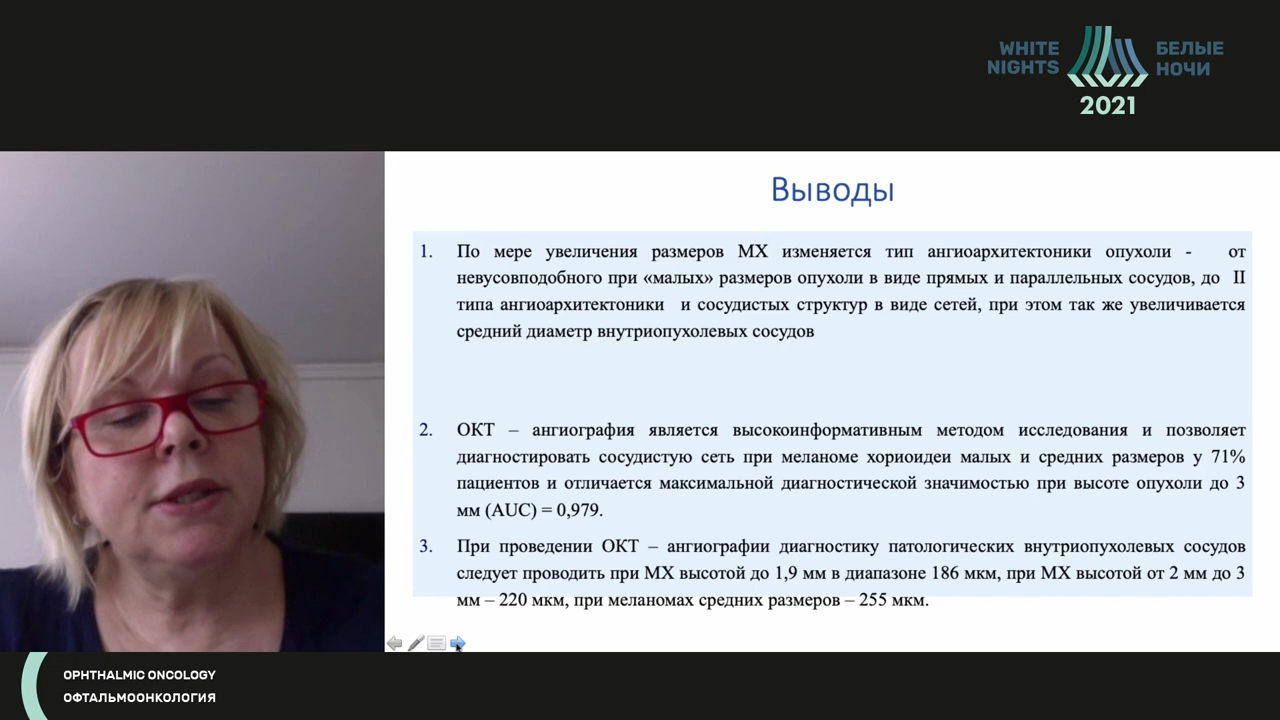 WHITE
NIGHTS
БЕЛЫЕ
НОЧИ
2021
Выводы
1. По мере увеличения размеров МХ изменяется тип ангиоархитектоники опухоли - от
невусовподобного при «малых» размеров опухоли в виде прямых и параллельных сосудов, до II
типа ангиоархитектоники и сосудистых структур в виде сетей, при этом так же увеличивается
средний диаметр внутриопухолевых сосудов
2. ОКТ – ангиография является высокоинформативным методом исследования и позволяет
диагностировать сосудистую сеть при меланоме хориоидеи малых и средних размеров у 71%
пациентов и отличается максимальной диагностической значимостью при высоте опухоли до 3
мм (AUC) = 0,979.
3. При проведении ОКТ – ангиографии диагностику патологических внутриопухолевых сосудов
следует проводить при МХ высотой до 1,9 мм в диапазоне 186 мкм, при МХ высотой от 2 мм до 3
мм – 220 мкм, при меланомах средних размеров – 255 мкм.
OPHTHALMIC ONCOLOGY
ОФТАЛЬМООНКОЛОГИЯ